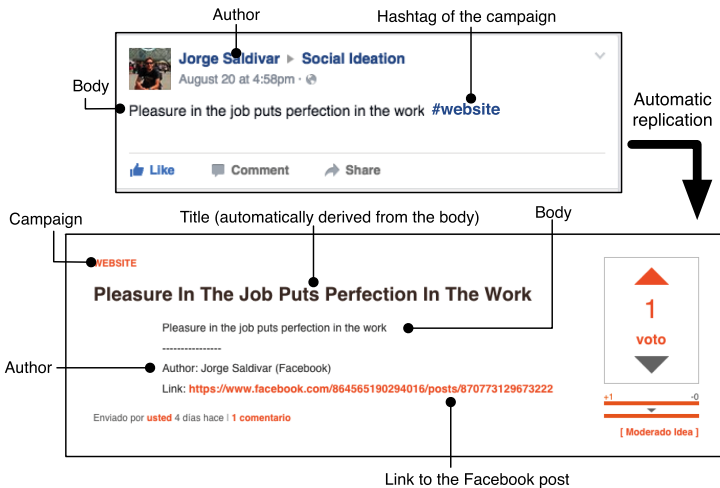 Author
Hashtag of the campaign
Jorge Saldivar ▸ Social Ideation
August 20 at 4:58pm ·
Body
Pleasure in the job puts perfection in the work #website
Automatic
replication
Like Comment Share
Campaign
Title (automatically derived from the body)
Body
WEBSITE
Pleasure In The Job Puts Perfection In The Work
1
voto
Pleasure in the job puts perfection in the work
----------------
Author
Author: Jorge Saldivar (Facebook)
Link: https://www.facebook.com/864565190294016/posts/870773129673222
+1 -0
Enviado por usted 4 dias hace | 1 comentario
[ Moderado Idea ]
Link to the Facebook post